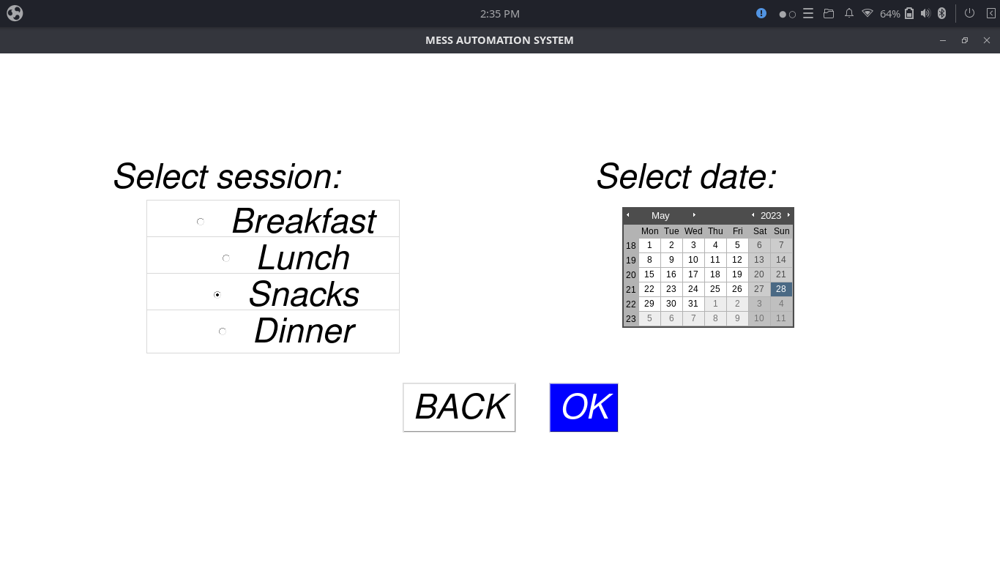 2:35 PM
64%
MESS AUTOMATION SYSTEM
Select session:
Breakfast
Lunch
Snacks
Dinner
Select date:
May 2023
Mon Tue Wed Thu Fri Sat Sun
18 1 2 3 4 5 6 7
19 8 9 10 11 12 13 14
20 15 16 17 18 19 20 21
21 22 23 24 25 26 27 28
22 29 30 31 1 2 3 4
23 5 6 7 8 9 10 11
BACK
OK